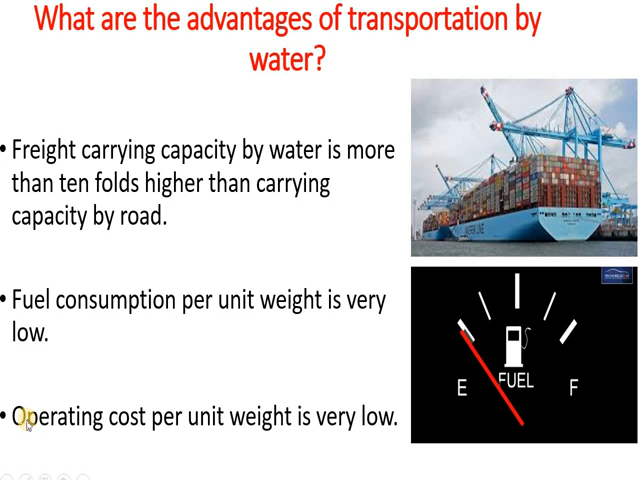 What are the advantages of transportation by
water?
• Freight carrying capacity by water is more
than ten folds higher than carrying
capacity by road.
• Fuel consumption per unit weight is very
low.
• Operating cost per unit weight is very low.
MAERSK LINE
E
FUEL
F